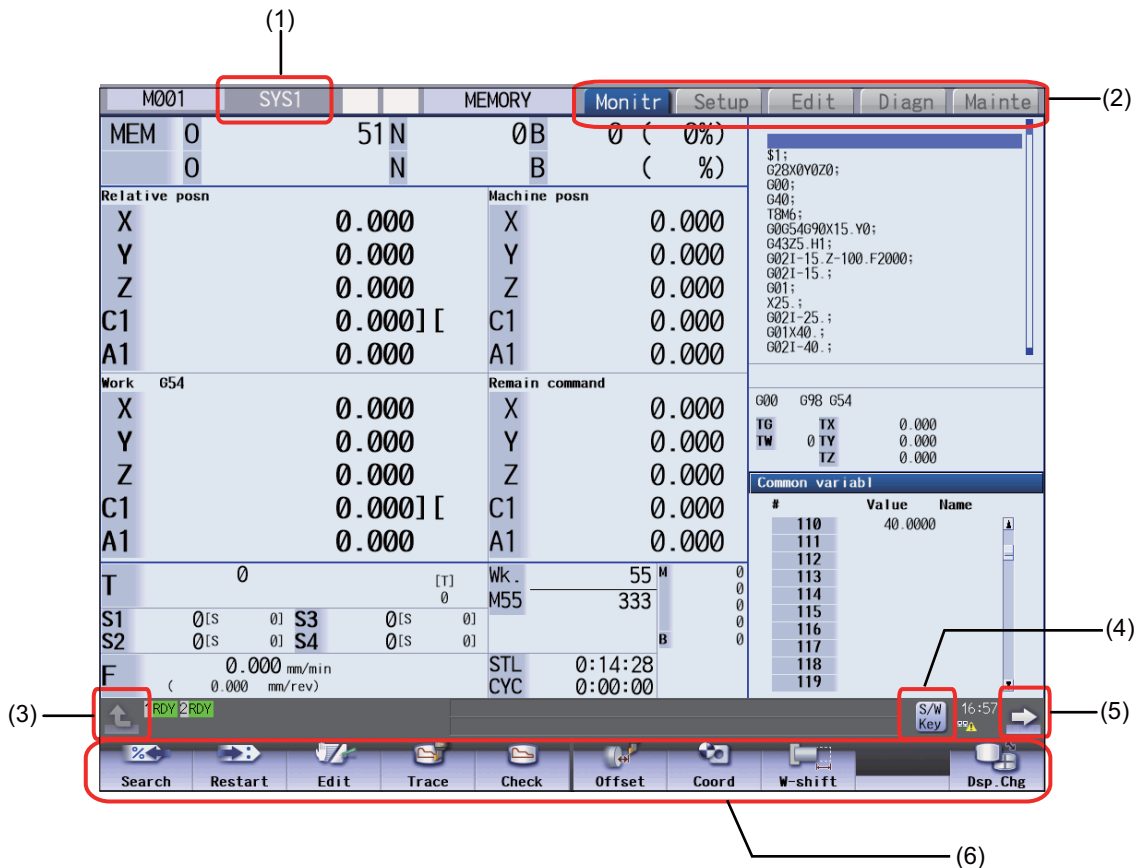 (1)
M001 SYS1 MEMORY Monitr Setup Edit Diagn Mainte
(2)
MEM O 51 N 0 B 0 ( 0%)
O N B ( %)
Relative posn
X 0.000
Y 0.000
Z 0.000
C1 0.000][
A1 0.000
Machine posn
X 0.000
Y 0.000
Z 0.000
C1 0.000
A1 0.000
$1;
G28X0Y0Z0;
G00;
G40;
T8M6;
G0G54G90X15.Y0;
G43Z5.H1;
G02I-15.Z-100.F2000;
G02I-15.;
G01;
X25.;
G02I-25.;
G01X40.;
G02I-40.;
Work G54
X 0.000
Y 0.000
Z 0.000
C1 0.000][
A1 0.000
Remain command
X 0.000
Y 0.000
Z 0.000
C1 0.000
A1 0.000
G00 G98 G54
TG TX 0.000
TW 0 TY 0.000
TZ 0.000
Common variabl
# Value Name
110 40.0000
111
112
113
114
115
116
117
118
119
T 0 [T]
0
S1 0[S 0] S3 0[S 0]
S2 0[S 0] S4 0[S 0]
F 0.000 mm/min
( 0.000 mm/rev)
Wk. 55
M55 333
M 0
0
0
0
B 0
STL 0:14:28
CYC 0:00:00
(4)
(3)
1 RDY 2 RDY
S/W
Key
16:57
(5)
Search Restart Edit Trace Check Offset Coord W-shift Dsp.Chg
(6)